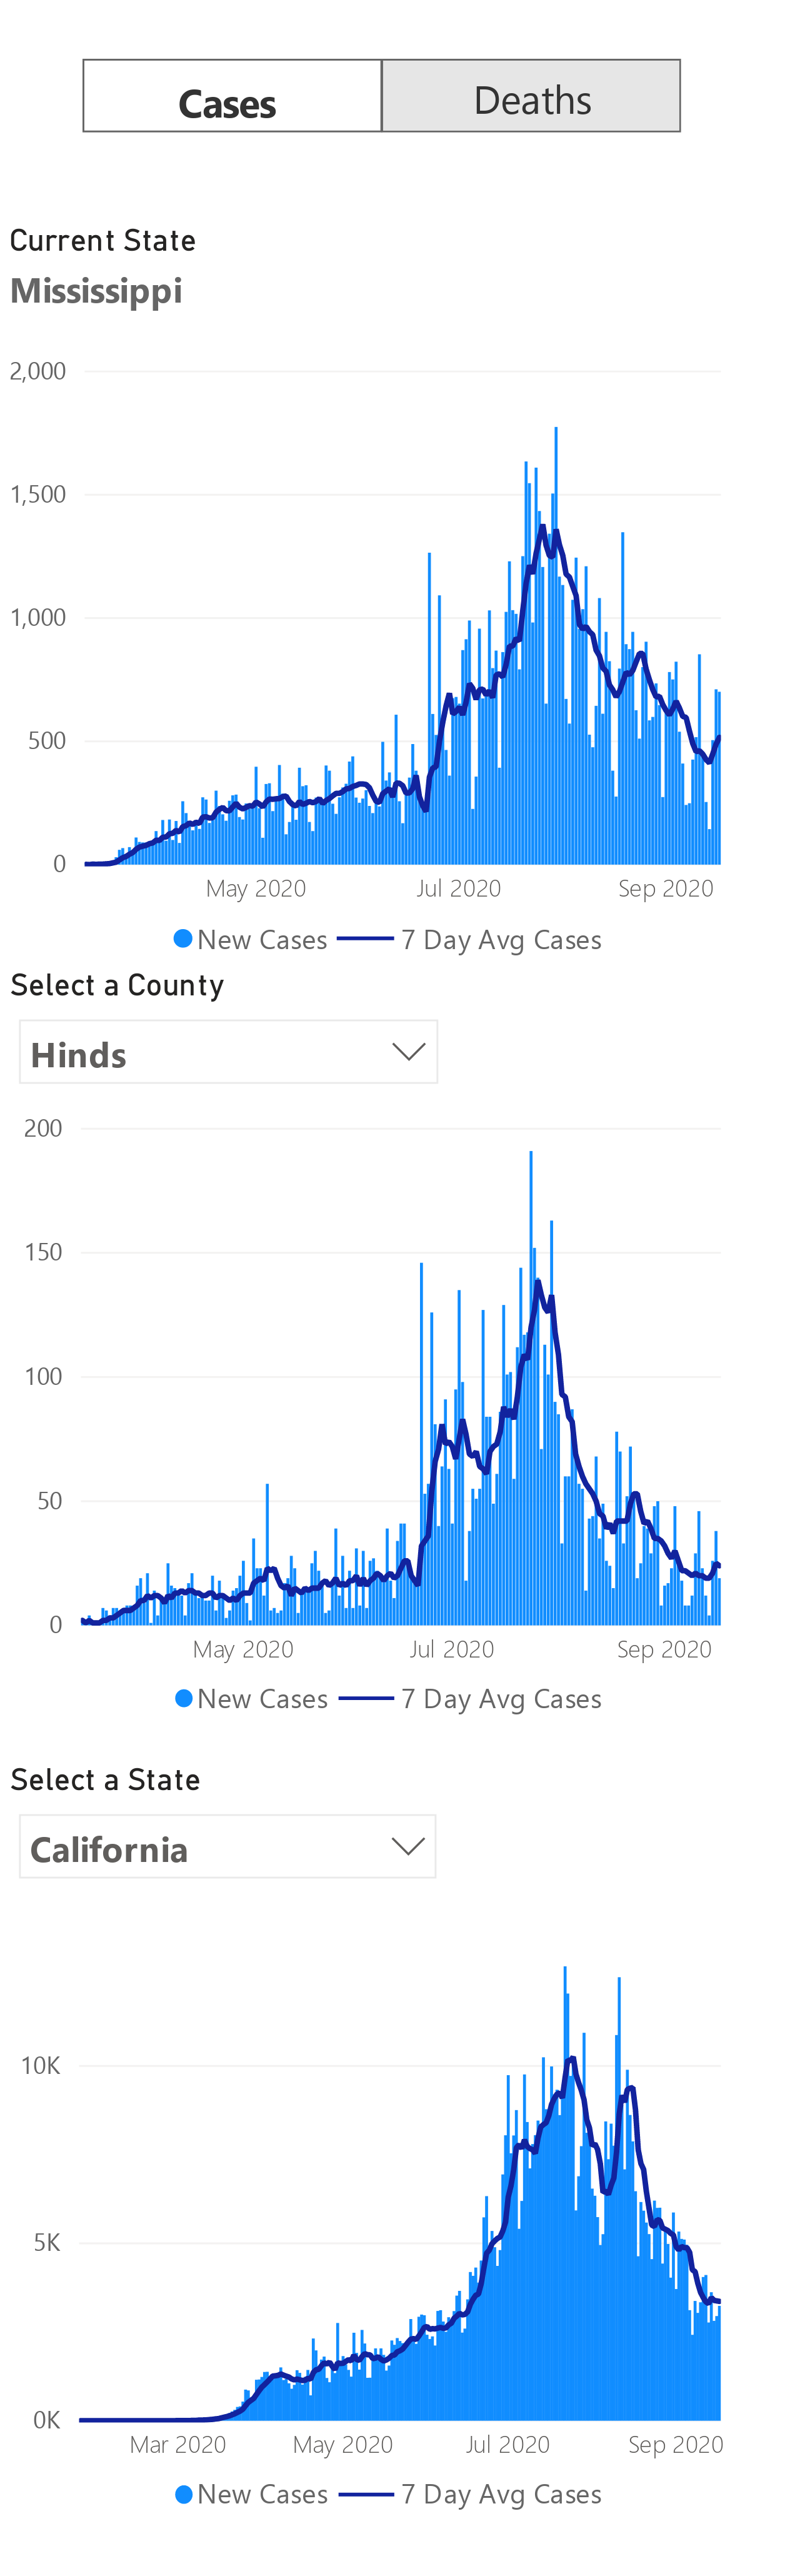 Cases Deaths
Current State
Mississippi
2,000
1,500
1,000
500
0
May 2020 Jul 2020 Sep 2020
New Cases 7 Day Avg Cases
Select a County
Hinds
200
150
100
50
0
May 2020 Jul 2020 Sep 2020
New Cases 7 Day Avg Cases
Select a State
California
10K
5K
0K
Mar 2020 May 2020 Jul 2020 Sep 2020
New Cases 7 Day Avg Cases